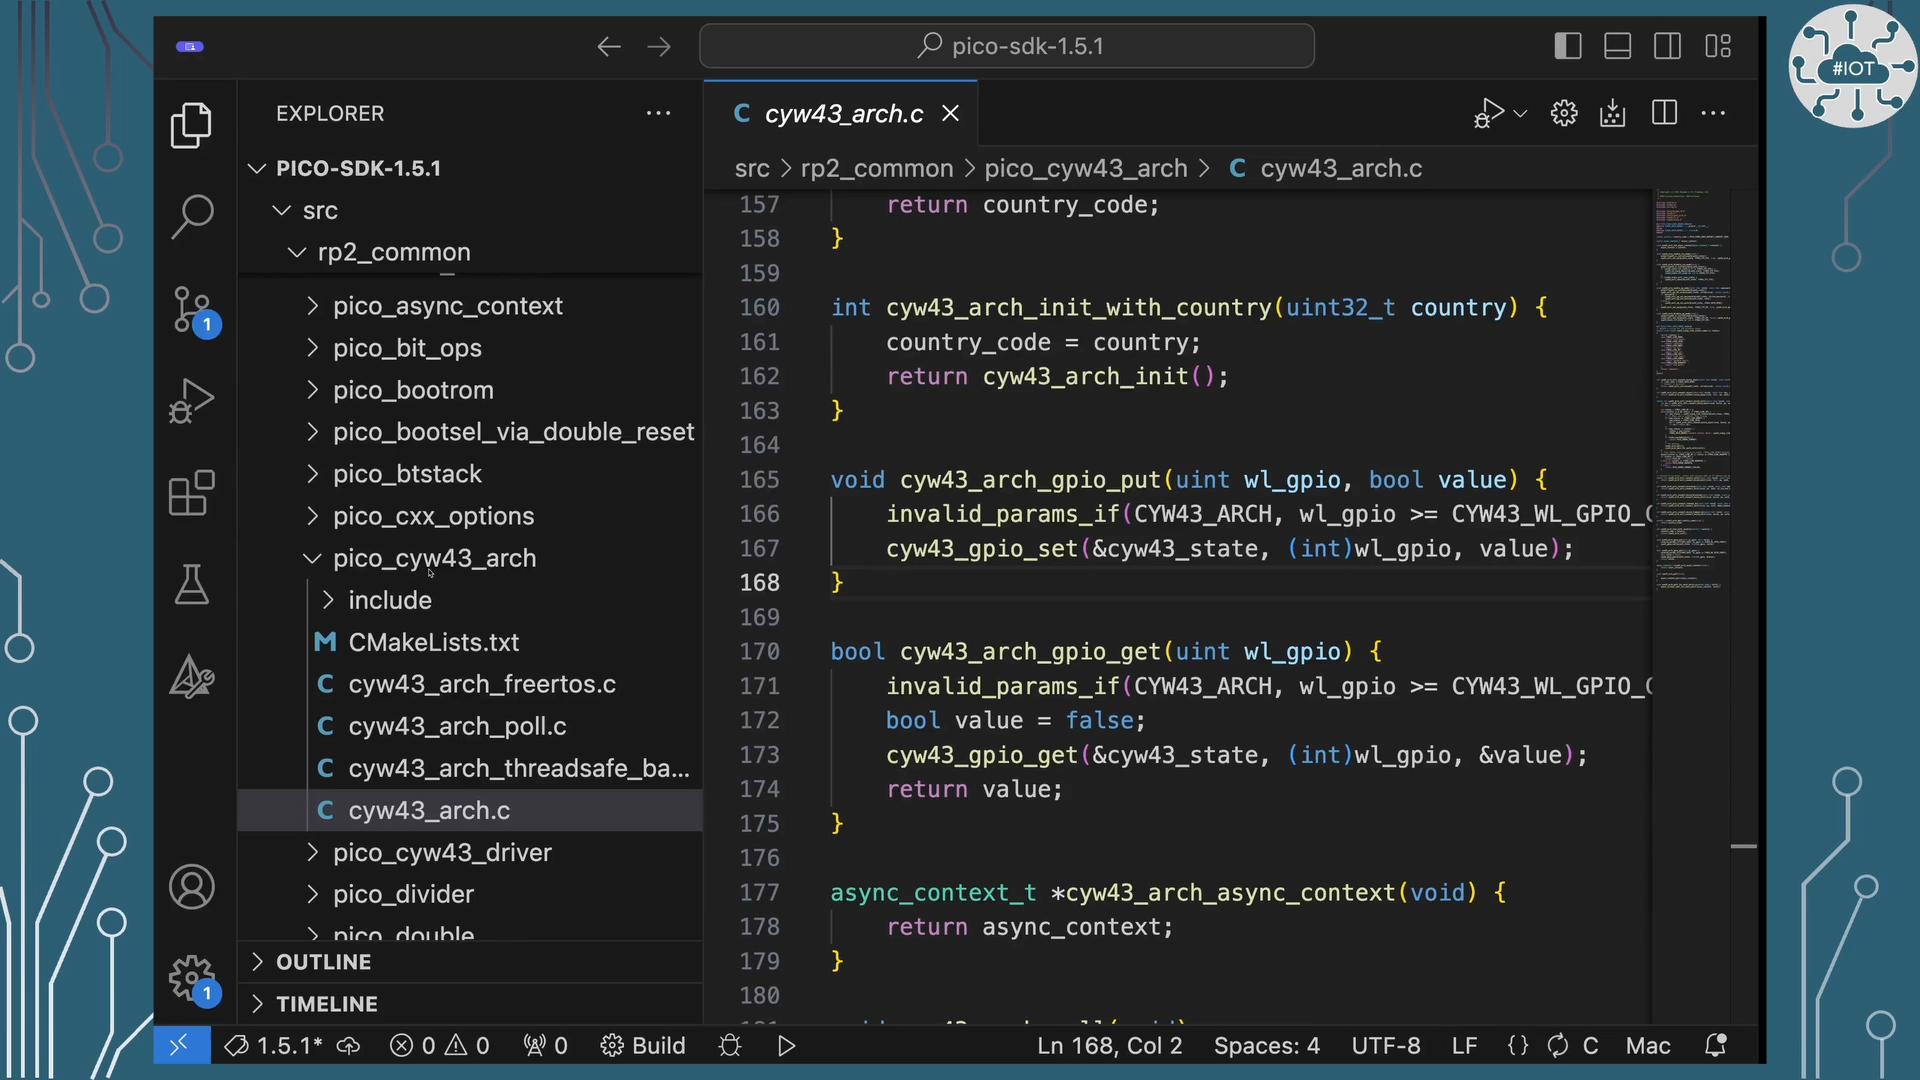 pico-sdk-1.5.1
#IOT
EXPLORER
PICO-SDK-1.5.1
src
rp2_common
pico_async_context
pico_bit_ops
pico_bootrom
pico_bootsel_via_double_reset
pico_btstack
pico_cxx_options
pico_cyw43_arch
include
M CMakeLists.txt
C cyw43_arch_freertos.c
C cyw43_arch_poll.c
C cyw43_arch_threadsafe_ba...
C cyw43_arch.c
pico_cyw43_driver
pico_divider
pico_double
OUTLINE
TIMELINE
1
1
C cyw43_arch.c
src > rp2_common > pico_cyw43_arch > C cyw43_arch.c
157 return country_code;
158 }
159
160 int cyw43_arch_init_with_country(uint32_t country) {
161 country_code = country;
162 return cyw43_arch_init();
163 }
164
165 void cyw43_arch_gpio_put(uint wl_gpio, bool value) {
166 invalid_params_if(CYW43_ARCH, wl_gpio >= CYW43_WL_GPIO_
167 cyw43_gpio_set(&cyw43_state, (int)wl_gpio, value);
168 }
169
170 bool cyw43_arch_gpio_get(uint wl_gpio) {
171 invalid_params_if(CYW43_ARCH, wl_gpio >= CYW43_WL_GPIO_
172 bool value = false;
173 cyw43_gpio_get(&cyw43_state, (int)wl_gpio, &value);
174 return value;
175 }
176
177 async_context_t *cyw43_arch_async_context(void) {
178 return async_context;
179 }
180
1.5.1* 0 0 0 Build Ln 168, Col 2 Spaces: 4 UTF-8 LF {} C Mac